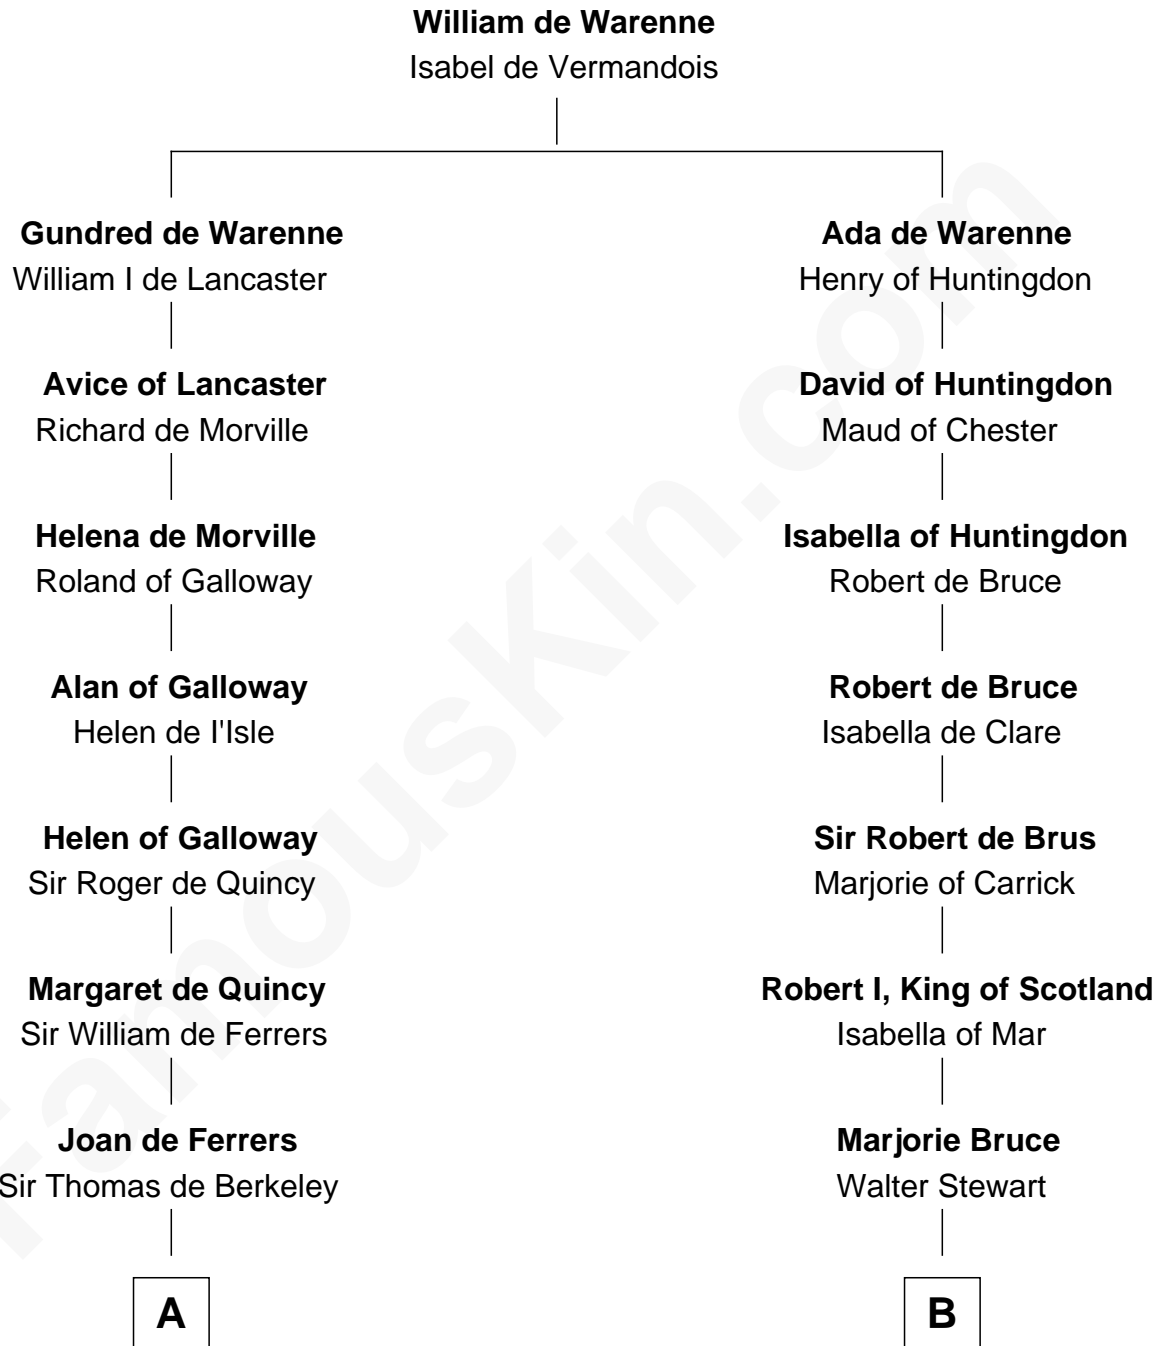 William de Warenne
Isabel de Vermandois
Gundred de Warenne
William I de Lancaster
Ada de Warenne
Henry of Huntingdon
Avice of Lancaster
Richard de Morville
David of Huntingdon
Maud of Chester
Helena de Morville
Roland of Galloway
Isabella of Huntingdon
Robert de Bruce
Alan of Galloway
Helen de I'Isle
Robert de Bruce
Isabella de Clare
Helen of Galloway
Sir Roger de Quincy
Sir Robert de Brus
Marjorie of Carrick
Margaret de Quincy
Sir William de Ferrers
Robert I, King of Scotland
Isabella of Mar
Joan de Ferrers
Sir Thomas de Berkeley
Marjorie Bruce
Walter Stewart
A
B
FamousKin.com